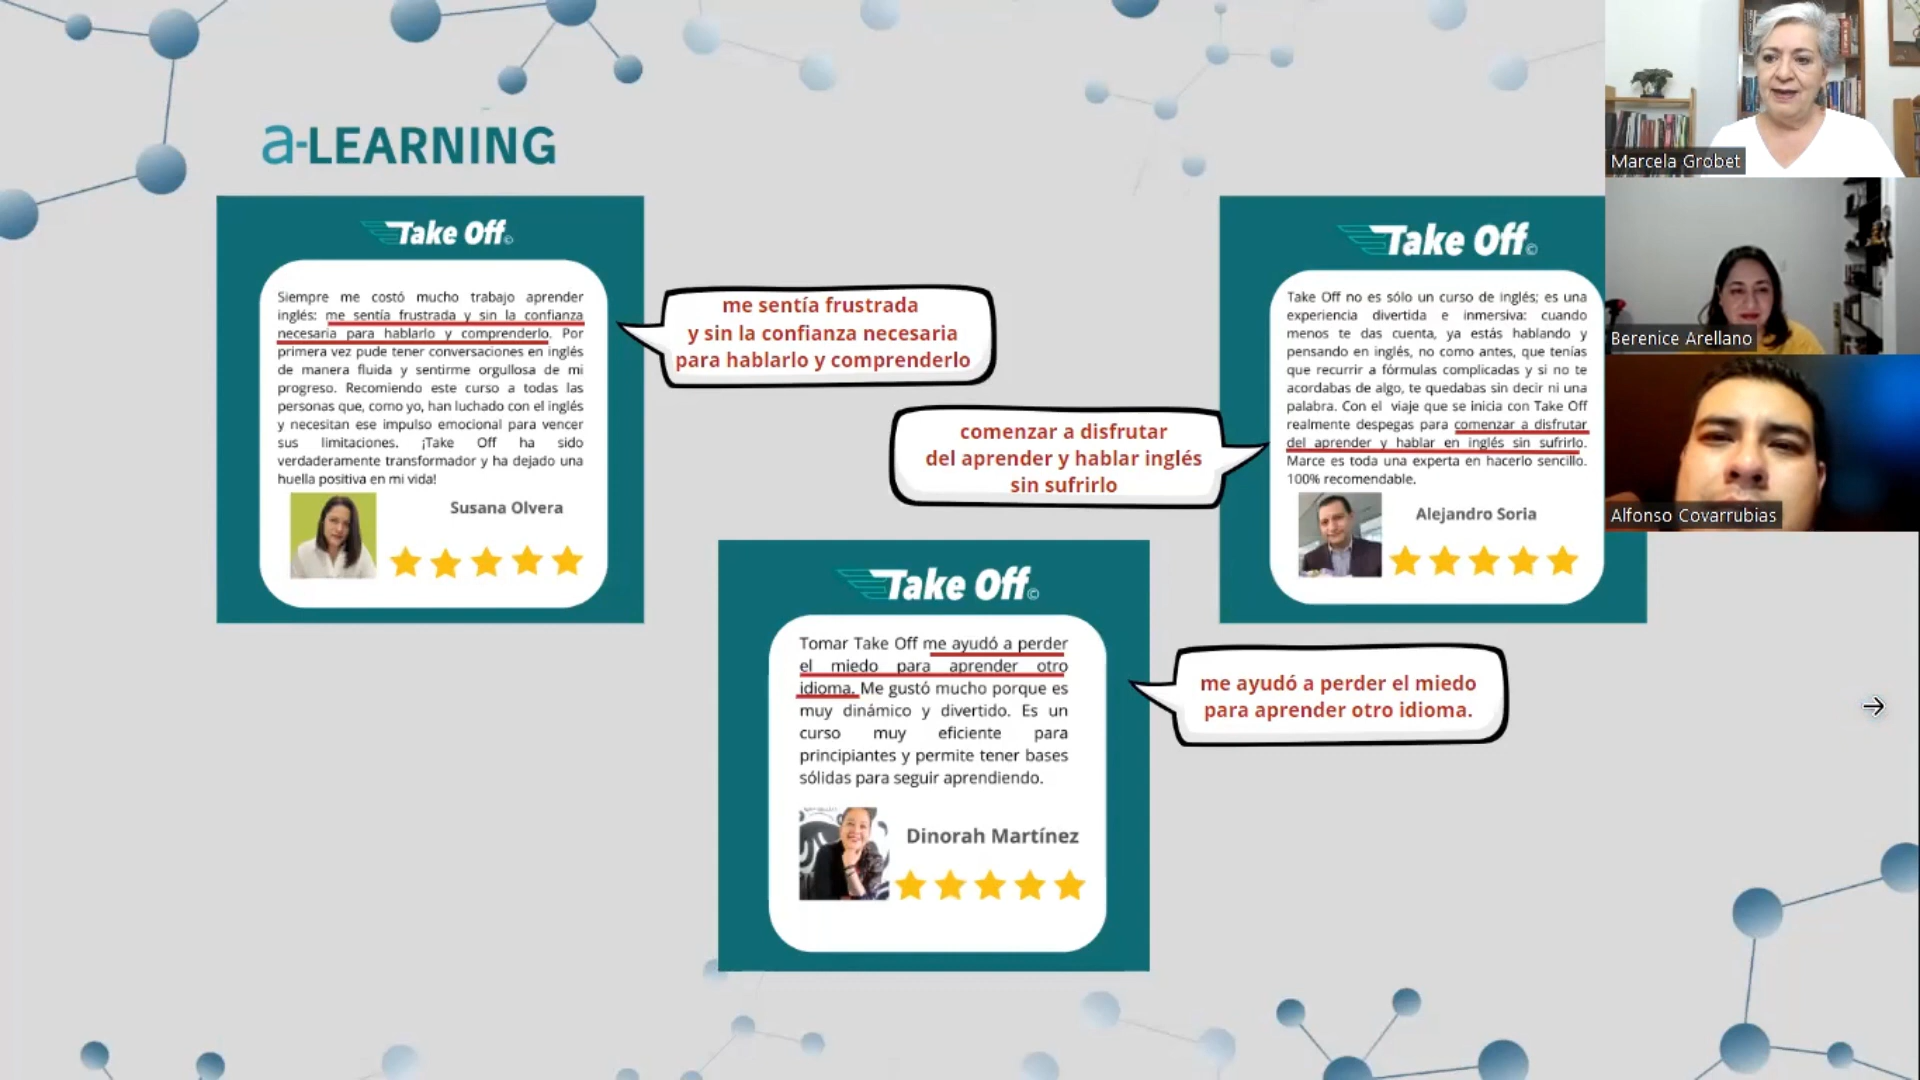 a-LEARNING
Take Off©
Siempre me costó mucho trabajo aprender
inglés: me sentía frustrada y sin la confianza
necesaria para hablarlo y comprenderlo. Por
primera vez pude tener conversaciones en inglés
de manera fluida y sentirme orgullosa de mi
progreso. Recomiendo este curso a todas las
personas que, como yo, han luchado con el inglés
y necesitan ese impulso emocional para vencer
sus limitaciones. ¡Take Off ha sido
verdaderamente transformador y ha dejado una
huella positiva en mi vida!
Susana Olvera
me sentía frustrada
y sin la confianza necesaria
para hablarlo y comprenderlo
Take Off©
Take Off no es sólo un curso de inglés; es una
experiencia divertida e inmersiva: cuando
menos te das cuenta, ya estás hablando y
pensando en inglés, no como antes, que tenías
que recurrir a fórmulas complicadas y si no te
acordabas de algo, te quedabas sin decir ni una
palabra. Con el viaje que se inicia con Take Off
realmente despegas para comenzar a disfrutar
del aprender y hablar en inglés sin sufrirlo.
Marce es toda una experta en hacerlo sencillo.
100% recomendable.
Alejandro Soria
comenzar a disfrutar
del aprender y hablar inglés
sin sufrirlo
Take Off©
Tomar Take Off me ayudó a perder
el miedo para aprender otro
idioma. Me gustó mucho porque es
muy dinámico y divertido. Es un
curso muy eficiente para
principiantes y permite tener bases
sólidas para seguir aprendiendo.
Dinorah Martínez
me ayudó a perder el miedo
para aprender otro idioma.
Marcela Grobet
Berenice Arellano
Alfonso Covarrubias